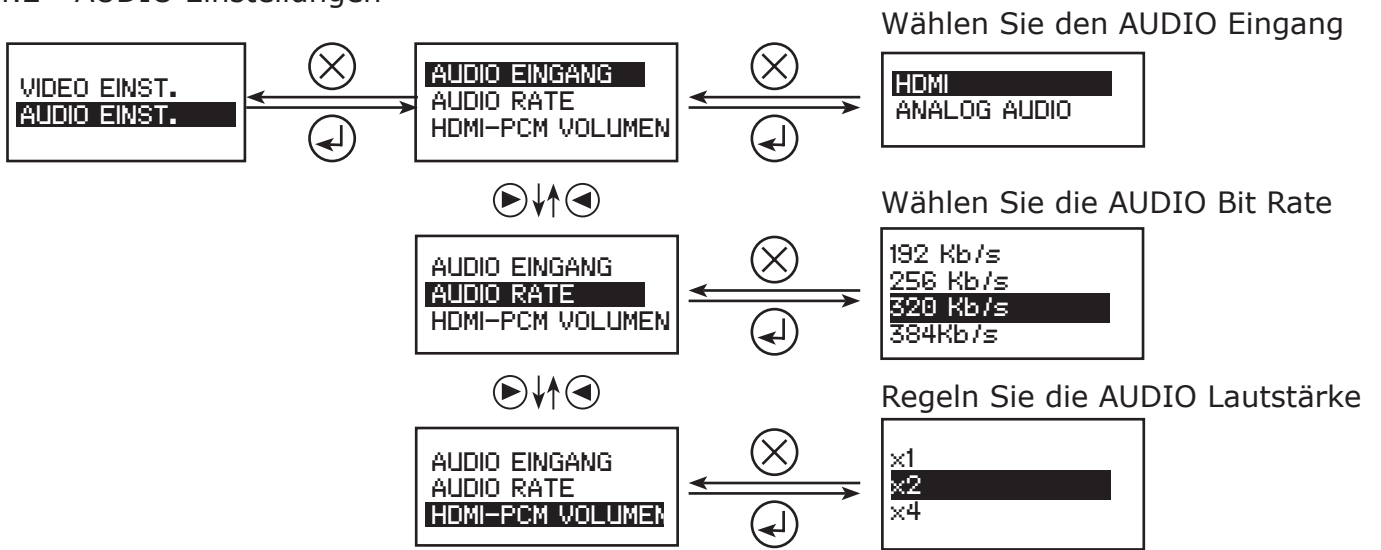 AUDIO Einstellungen
VIDEO EINST.
AUDIO EINST.
AUDIO EINGANG
AUDIO RATE
HDMI-PCM VOLUMEN
Wählen Sie den AUDIO Eingang
HDMI
ANALOG AUDIO
AUDIO EINGANG
AUDIO RATE
HDMI-PCM VOLUMEN
Wählen Sie die AUDIO Bit Rate
192 Kb/s
256 Kb/s
320 Kb/s
384Kb/s
AUDIO EINGANG
AUDIO RATE
HDMI-PCM VOLUMEN
Regeln Sie die AUDIO Lautstärke
x1
x2
x4